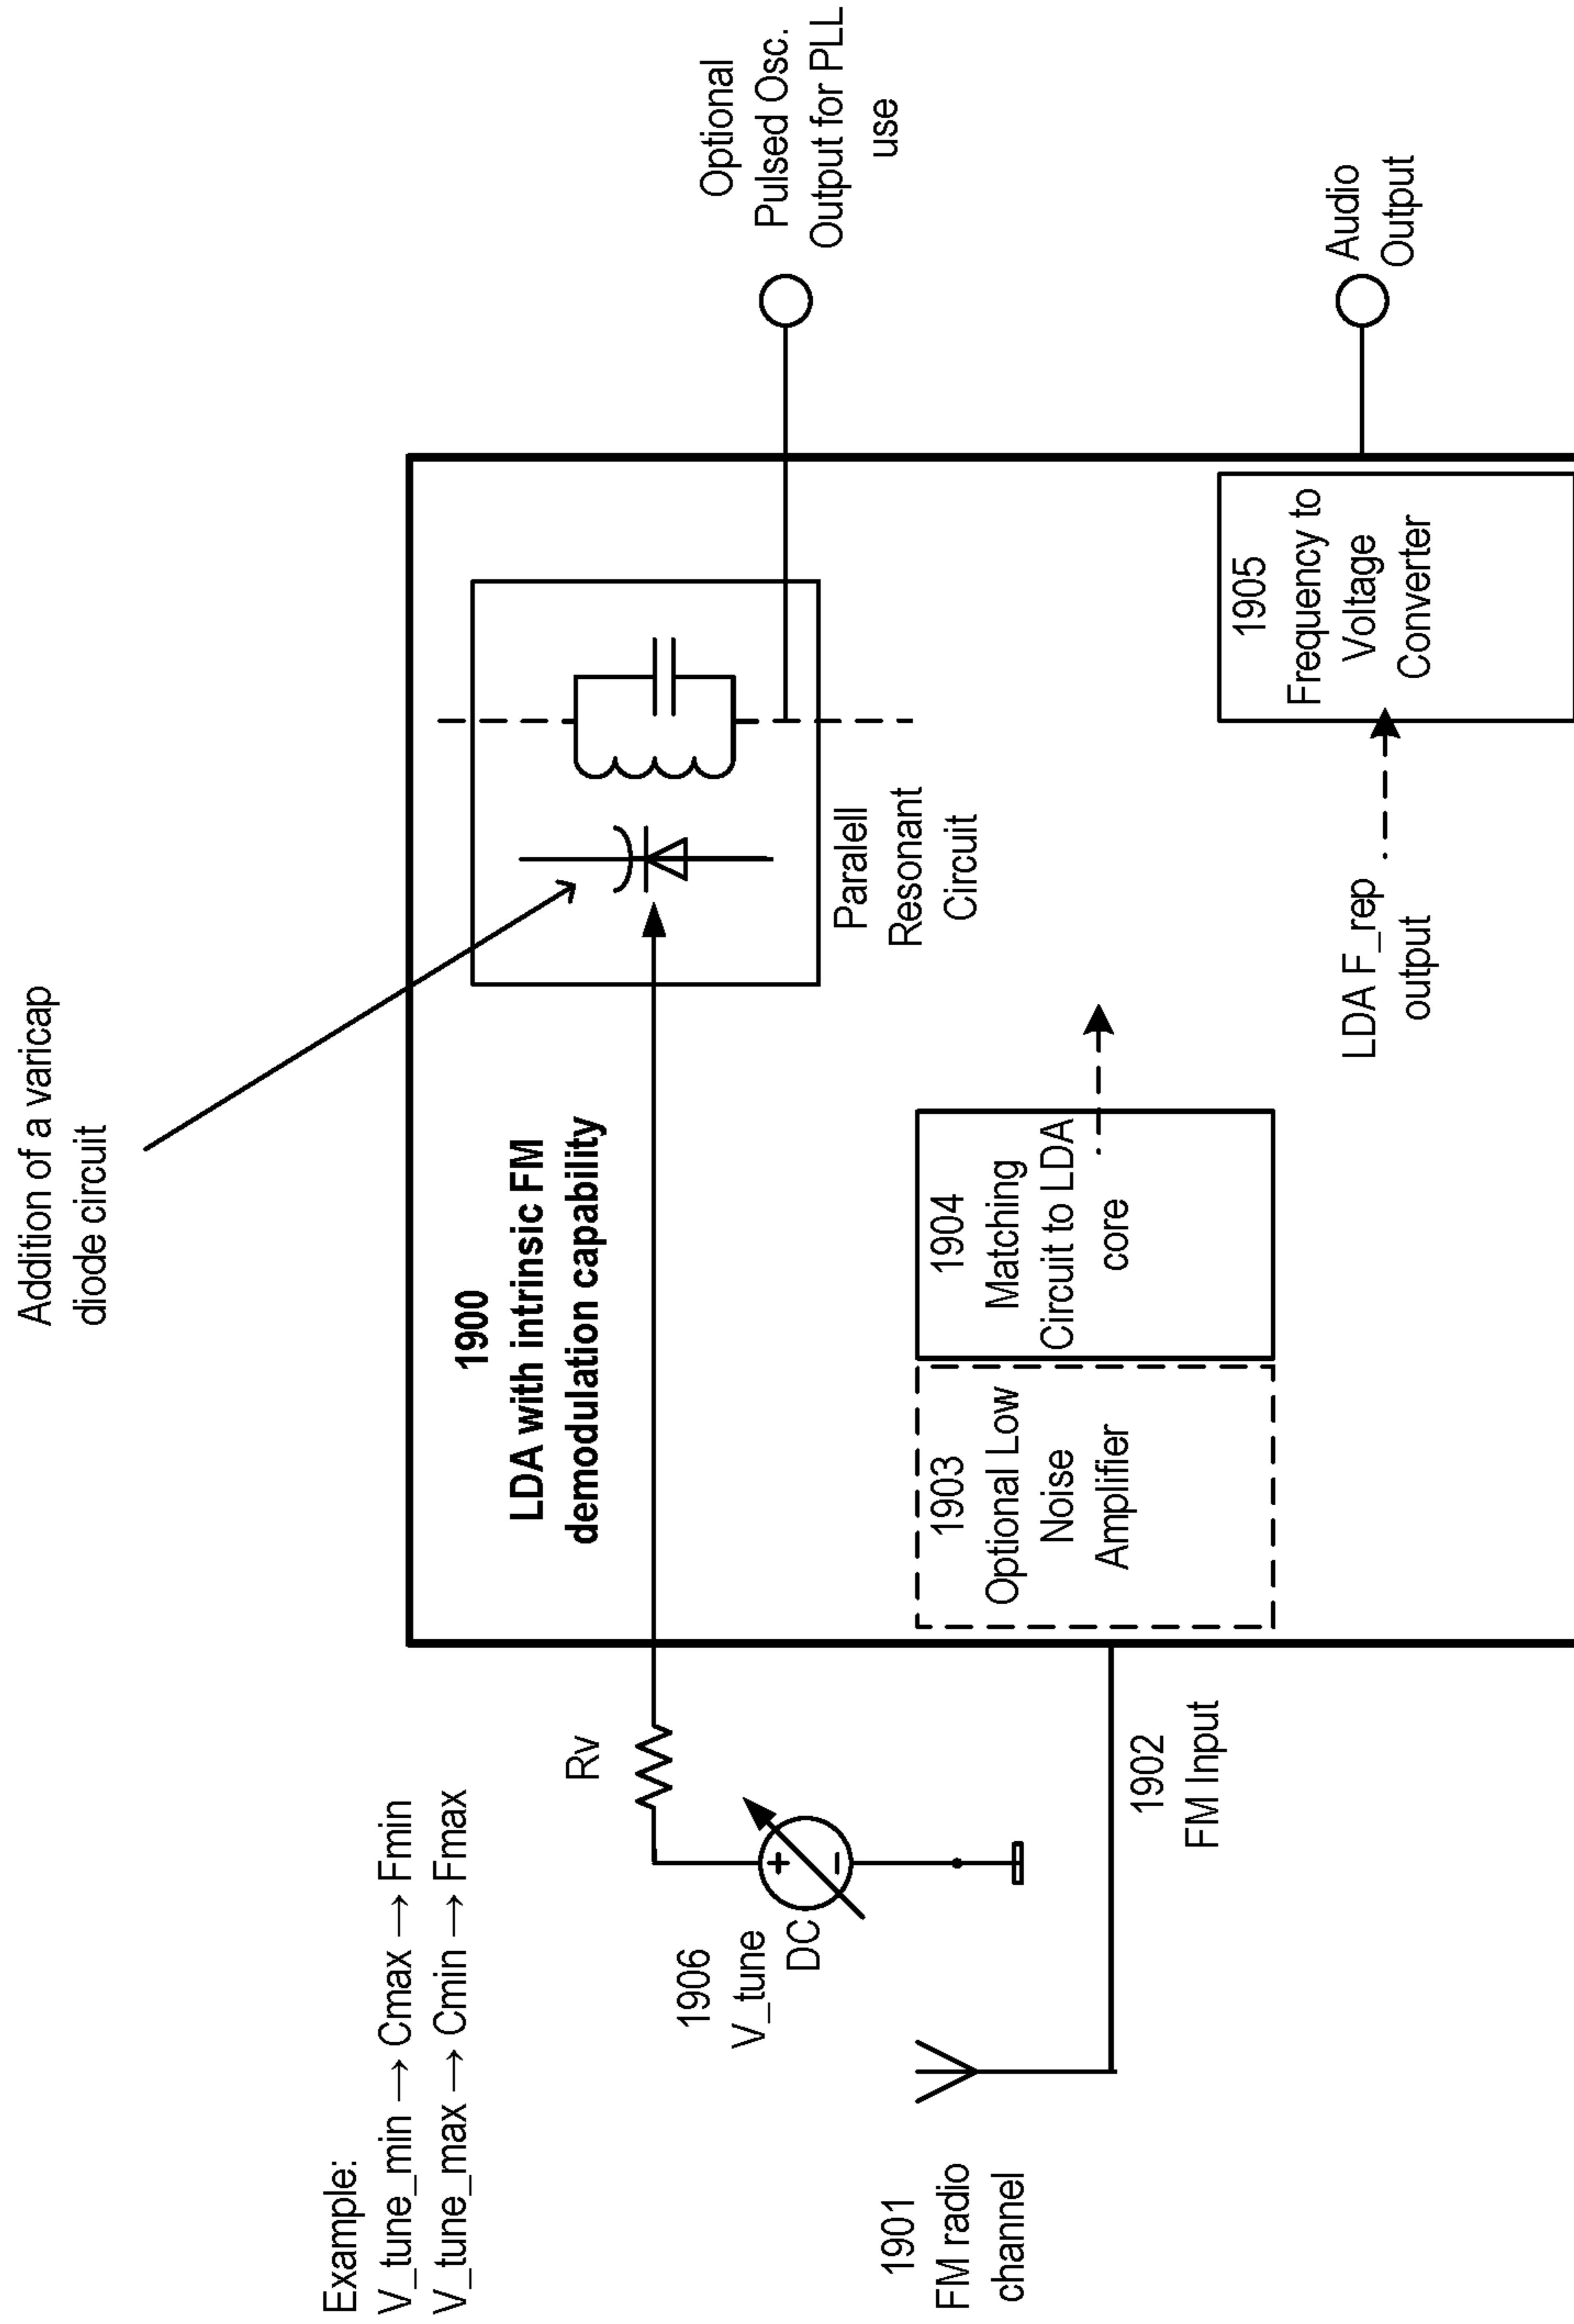 Addition of a varicap
diode circuit
Example:
V_tune_min → Cmax → Fmin
V_tune_max → Cmin → Fmax
1900
LDA with intrinsic FM
demodulation capability
Rv
1906
V_tune
DC
+
−
Paralell
Resonant
Circuit
Optional
Pulsed Osc.
Output for PLL
use
1901
FM radio
channel
1902
FM Input
1903
Optional Low
Noise
Amplifier
1904
Matching
Circuit to LDA
core
LDA F_rep
output
1905
Frequency to
Voltage
Converter
Audio
Output